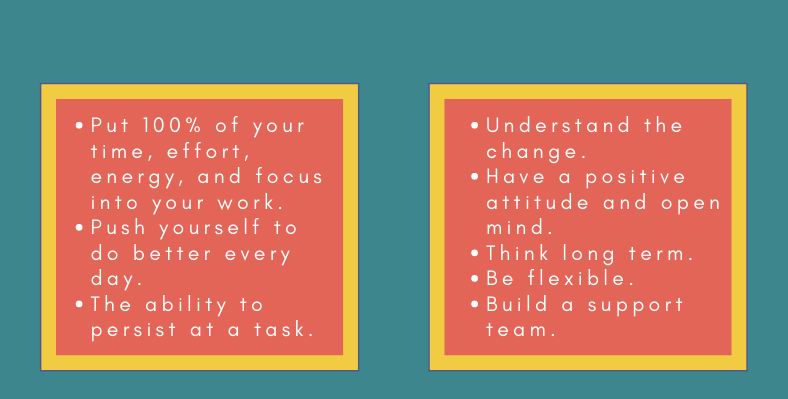 •Put 100% of your
time, effort,
energy, and focus
into your work.
•Push yourself to
do better every
day.
•The ability to
persist at a task.
•Understand the
change.
•Have a positive
attitude and open
mind.
•Think long term.
•Be flexible.
•Build a support
team.